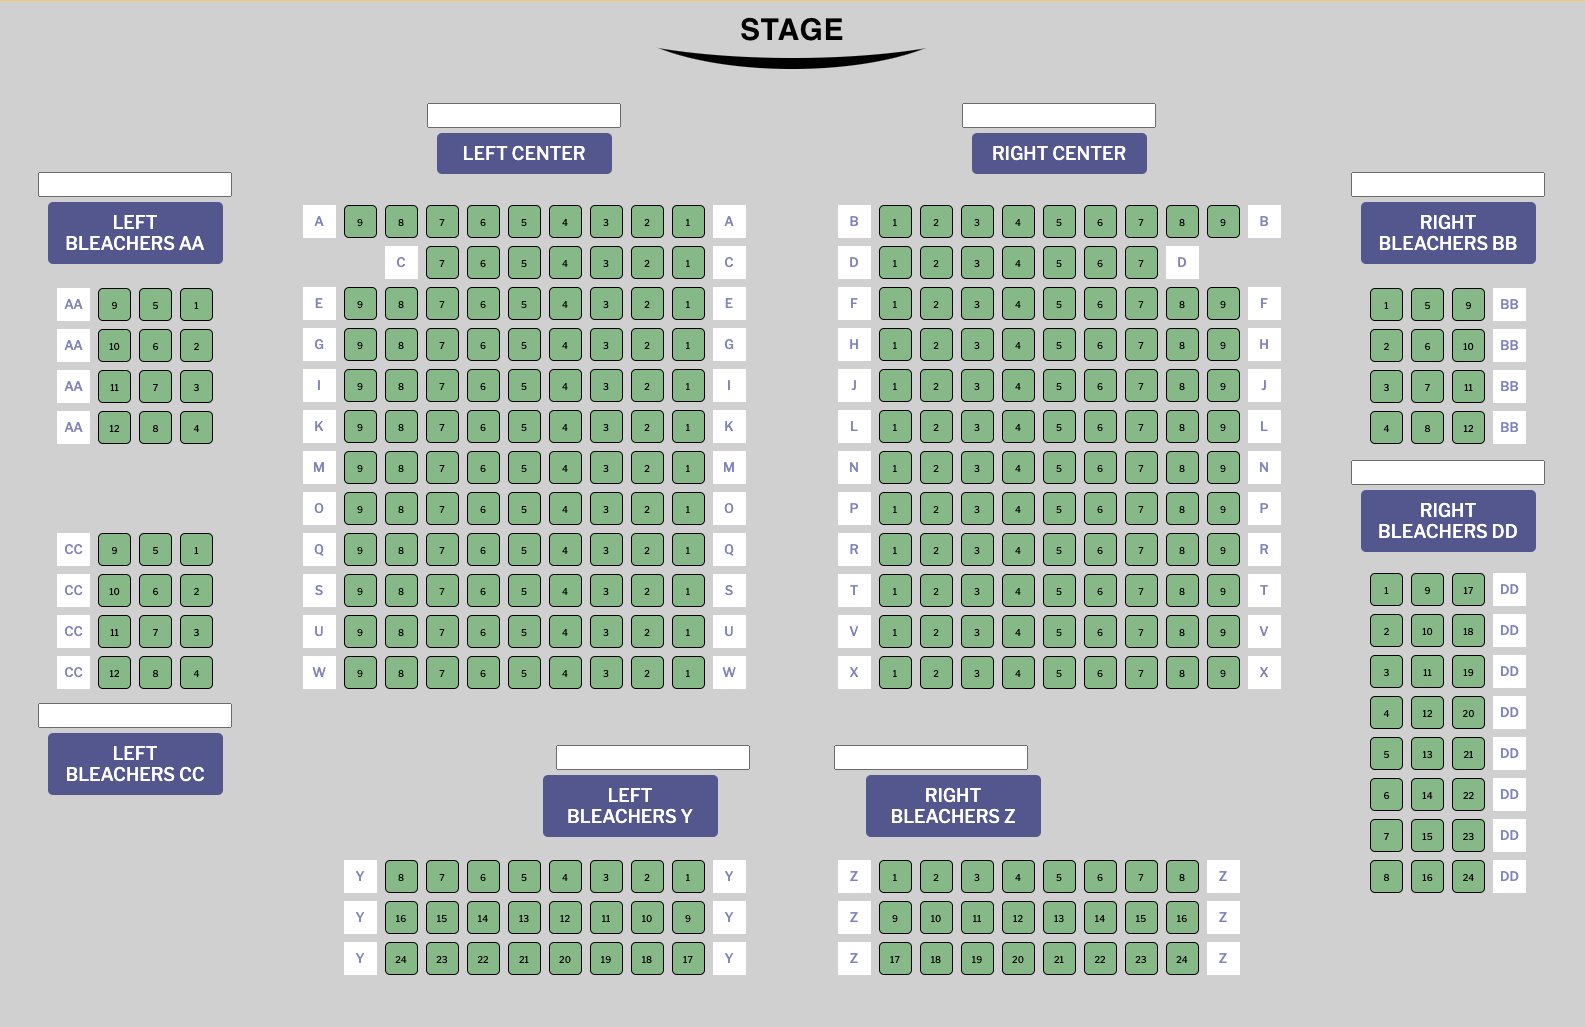 STAGE
LEFT CENTER
RIGHT CENTER
LEFT
BLEACHERS AA
RIGHT
BLEACHERS BB
A 9 8 7 6 5 4 3 2 1 A
B 1 2 3 4 5 6 7 8 9 B
C 7 6 5 4 3 2 1 C
D 1 2 3 4 5 6 7 D
AA 9 5 1
E 9 8 7 6 5 4 3 2 1 E
F 1 2 3 4 5 6 7 8 9 F
1 5 9 BB
AA 10 6 2
G 9 8 7 6 5 4 3 2 1 G
H 1 2 3 4 5 6 7 8 9 H
2 6 10 BB
AA 11 7 3
I 9 8 7 6 5 4 3 2 1 I
J 1 2 3 4 5 6 7 8 9 J
3 7 11 BB
AA 12 8 4
K 9 8 7 6 5 4 3 2 1 K
L 1 2 3 4 5 6 7 8 9 L
4 8 12 BB
M 9 8 7 6 5 4 3 2 1 M
N 1 2 3 4 5 6 7 8 9 N
O 9 8 7 6 5 4 3 2 1 O
P 1 2 3 4 5 6 7 8 9 P
RIGHT
BLEACHERS DD
CC 9 5 1
Q 9 8 7 6 5 4 3 2 1 Q
R 1 2 3 4 5 6 7 8 9 R
CC 10 6 2
S 9 8 7 6 5 4 3 2 1 S
T 1 2 3 4 5 6 7 8 9 T
1 9 17 DD
CC 11 7 3
U 9 8 7 6 5 4 3 2 1 U
V 1 2 3 4 5 6 7 8 9 V
2 10 18 DD
CC 12 8 4
W 9 8 7 6 5 4 3 2 1 W
X 1 2 3 4 5 6 7 8 9 X
3 11 19 DD
4 12 20 DD
LEFT
BLEACHERS CC
5 13 21 DD
LEFT
BLEACHERS Y
RIGHT
BLEACHERS Z
6 14 22 DD
7 15 23 DD
Y 8 7 6 5 4 3 2 1 Y
Z 1 2 3 4 5 6 7 8 Z
8 16 24 DD
Y 16 15 14 13 12 11 10 9 Y
Z 9 10 11 12 13 14 15 16 Z
Y 24 23 22 21 20 19 18 17 Y
Z 17 18 19 20 21 22 23 24 Z